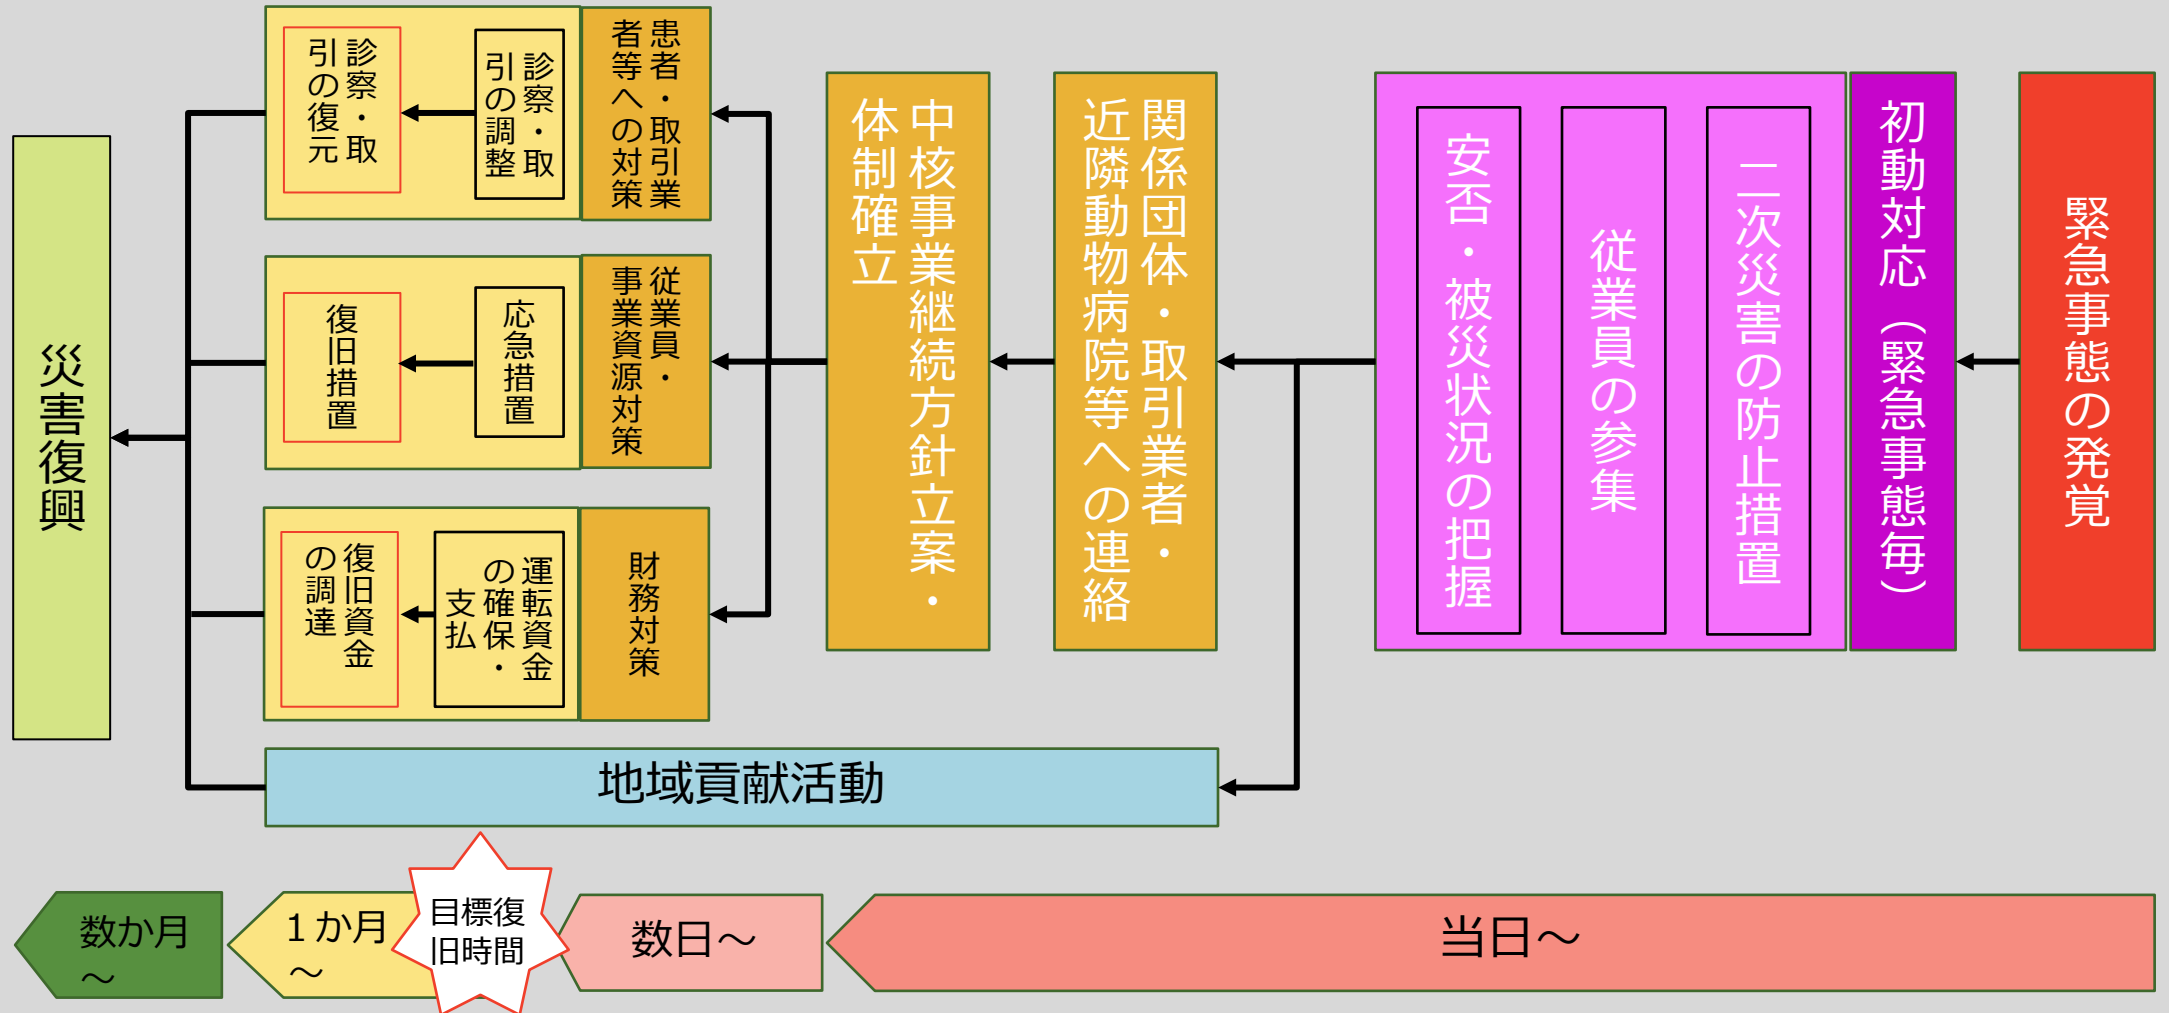 緊急事態の発覚
初動対応（緊急事態毎）
二次災害の防止措置
従業員の参集
安否・被災状況の把握
関係団体・取引業者・
近隣動物病院等への連絡
中核事業継続方針立案・
体制確立
患者・取引業
者等への対策
診察・取
引の調整
診察・取
引の復元
従業員・
事業資源対策
応急措置
復旧措置
財務対策
運転資金
の確保・
支払
復旧資金
の調達
地域貢献活動
災害復興
当日～
数日～
目標復
旧時間
１か月
～
数か月
～